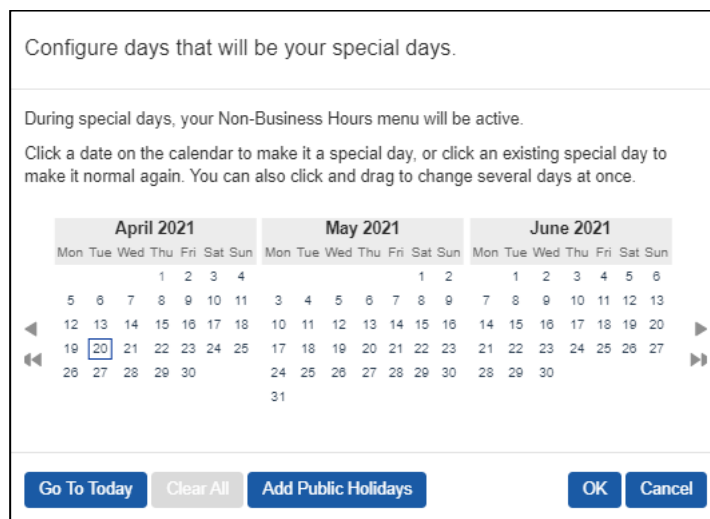 Configure days that will be your special days.
During special days, your Non-Business Hours menu will be active.
Click a date on the calendar to make it a special day, or click an existing special day to
make it normal again. You can also click and drag to change several days at once.
April 2021 May 2021 June 2021
Mon Tue Wed Thu Fri Sat Sun Mon Tue Wed Thu Fri Sat Sun Mon Tue Wed Thu Fri Sat Sun
1 2 3 4 1 2 1 2 3 4 5 6
5 6 7 8 9 10 11 3 4 5 6 7 8 9 7 8 9 10 11 12 13
12 13 14 15 16 17 18 10 11 12 13 14 15 16 14 15 16 17 18 19 20
19 20 21 22 23 24 25 17 18 19 20 21 22 23 21 22 23 24 25 26 27
26 27 28 29 30 24 25 26 27 28 29 30 28 29 30
31
Go To Today Clear All Add Public Holidays OK Cancel